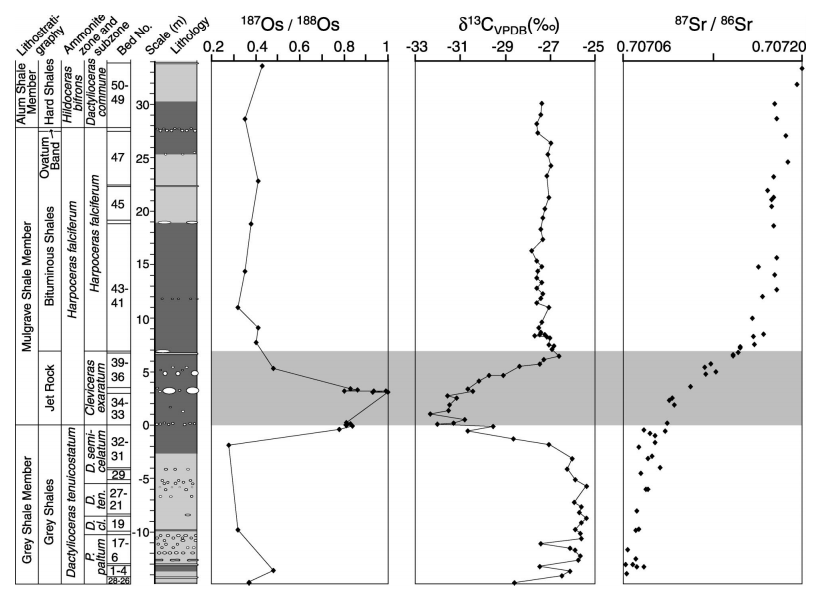 Lithostrati-
graphy
Ammonite
zone and
subzone
Bed No.
Scale (m)
Lithology
187Os / 188Os
δ13CVPDB(‰)
87Sr / 86Sr
0.2 0.4 0.6 0.8 1
-33 -31 -29 -27 -25
0.70706 0.70720
Alum Shale
Member
Hard Shales
Hildoceras
bifrons
Dactylioceras
commune
50-
49
30
Mulgrave Shale Member
Ovatum →
Band
Bituminous Shales
Harpoceras falciferum
Harpoceras falciferum
47
25
45
20
43-
41
15
10
Jet Rock
Cleviceras
exaratum
39-
36
5
34-
33
0
Grey Shale Member
Grey Shales
Dactylioceras tenuicostatum
D. semi-
celatum
32-
31
29
-5
D.
ten.
27-
21
D.
cl.
19
-10
P.
paltum
17-
6
1-4
28-26